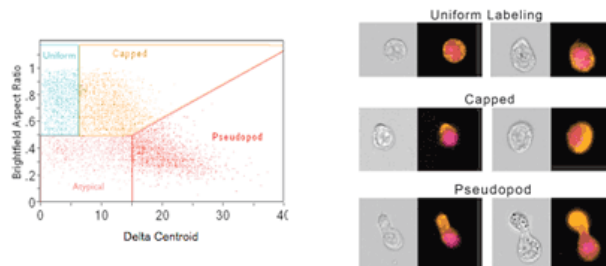 Uniform
Capped
Pseudopod
Atypical
Brightfield Aspect Ratio
1
.8
.6
.4
.2
0
0
10
20
30
40
Delta Centroid
Uniform Labeling
Capped
Pseudopod